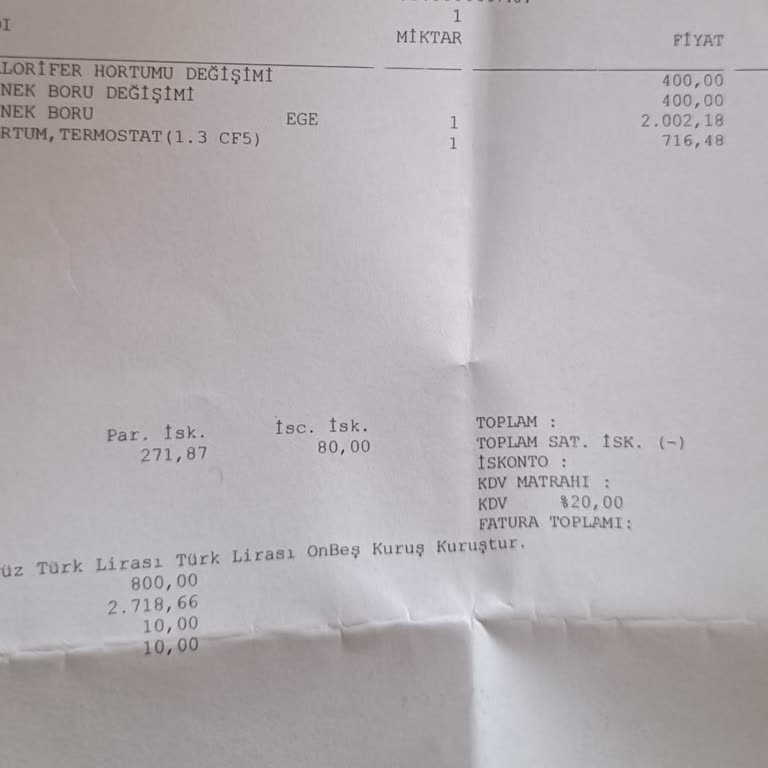 1
MİKTAR FİYAT
LORİFER HORTUMU DEĞİŞİMİ 400,00
NEK BORU DEĞİŞİMİ 400,00
NEK BORU EGE 1 2.002,18
RTUM,TERMOSTAT(1.3 CF5) 1 716,48
Par. İsk. İsc. İsk. TOPLAM :
271,87 80,00 TOPLAM SAT. İSK. (-)
İSKONTO :
KDV MATRAHI :
KDV %20,00
FATURA TOPLAMI:
üz Türk Lirası Türk Lirası OnBeş Kuruş Kuruştur.
800,00
2.718,66
10,00
10,00